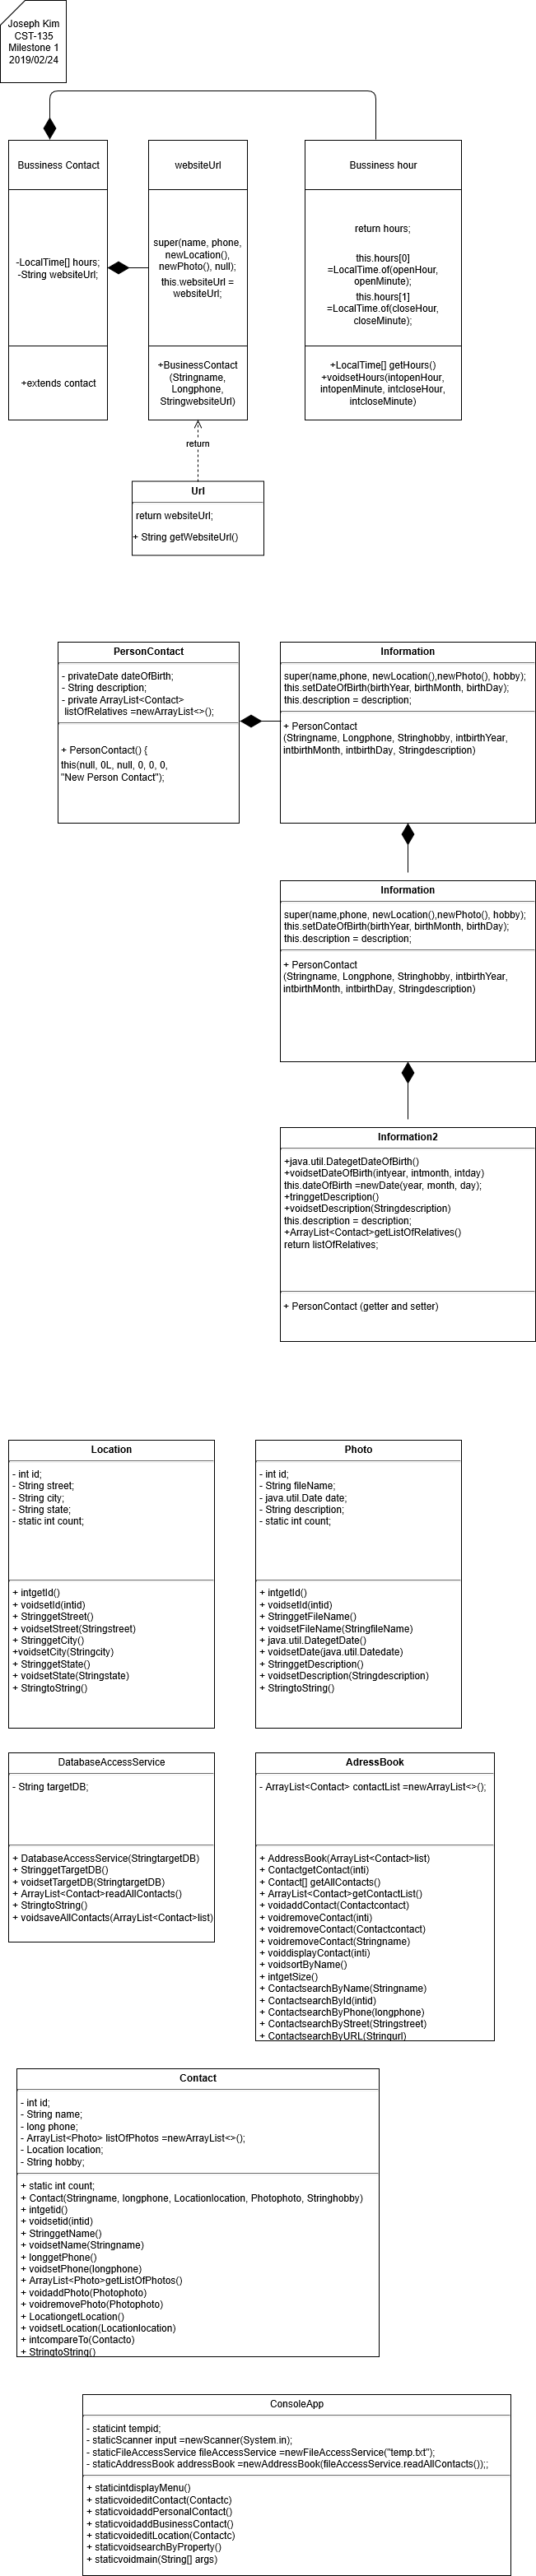 Joseph Kim
CST-135
Milestone 1
2019/02/24
Bussiness Contact
-LocalTime[] hours;
-String websiteUrl;
+extends contact
websiteUrl
super(name, phone,
newLocation(),
newPhoto(), null);
this.websiteUrl =
websiteUrl;
+BusinessContact
(Stringname,
Longphone,
StringwebsiteUrl)
Bussiness hour
return hours;
this.hours[0]
=LocalTime.of(openHour,
openMinute);
this.hours[1]
=LocalTime.of(closeHour,
closeMinute);
+LocalTime[] getHours()
+voidsetHours(intopenHour,
intopenMinute, intcloseHour,
intcloseMinute)
return
Url
return websiteUrl;
+ String getWebsiteUrl()
PersonContact
- privateDate dateOfBirth;
- String description;
- private ArrayList<Contact>
listOfRelatives =newArrayList<>();
+ PersonContact() {
this(null, 0L, null, 0, 0, 0,
"New Person Contact");
Information
super(name,phone, newLocation(),newPhoto(), hobby);
this.setDateOfBirth(birthYear, birthMonth, birthDay);
this.description = description;
+ PersonContact
(Stringname, Longphone, Stringhobby, intbirthYear,
intbirthMonth, intbirthDay, Stringdescription)
Information
super(name,phone, newLocation(),newPhoto(), hobby);
this.setDateOfBirth(birthYear, birthMonth, birthDay);
this.description = description;
+ PersonContact
(Stringname, Longphone, Stringhobby, intbirthYear,
intbirthMonth, intbirthDay, Stringdescription)
Information2
+java.util.DategetDateOfBirth()
+voidsetDateOfBirth(intyear, intmonth, intday)
this.dateOfBirth =newDate(year, month, day);
+tringgetDescription()
+voidsetDescription(Stringdescription)
this.description = description;
+ArrayList<Contact>getListOfRelatives()
return listOfRelatives;
+ PersonContact (getter and setter)
Location
- int id;
- String street;
- String city;
- String state;
- static int count;
+ intgetId()
+ voidsetId(intid)
+ StringgetStreet()
+ voidsetStreet(Stringstreet)
+ StringgetCity()
+voidsetCity(Stringcity)
+ StringgetState()
+ voidsetState(Stringstate)
+ StringtoString()
Photo
- int id;
- String fileName;
- java.util.Date date;
- String description;
- static int count;
+ intgetId()
+ voidsetId(intid)
+ StringgetFileName()
+ voidsetFileName(StringfileName)
+ java.util.DategetDate()
+ voidsetDate(java.util.Datedate)
+ StringgetDescription()
+ voidsetDescription(Stringdescription)
+ StringtoString()
DatabaseAccessService
- String targetDB;
+ DatabaseAccessService(StringtargetDB)
+ StringgetTargetDB()
+ voidsetTargetDB(StringtargetDB)
+ ArrayList<Contact>readAllContacts()
+ StringtoString()
+ voidsaveAllContacts(ArrayList<Contact>list)
AdressBook
- ArrayList<Contact> contactList =newArrayList<>();
+ AddressBook(ArrayList<Contact>list)
+ ContactgetContact(inti)
+ Contact[] getAllContacts()
+ ArrayList<Contact>getContactList()
+ voidaddContact(Contactcontact)
+ voidremoveContact(inti)
+ voidremoveContact(Contactcontact)
+ voidremoveContact(Stringname)
+ voiddisplayContact(inti)
+ voidsortByName()
+ intgetSize()
+ ContactsearchByName(Stringname)
+ ContactsearchById(intid)
+ ContactsearchByPhone(longphone)
+ ContactsearchByStreet(Stringstreet)
+ ContactsearchByURL(Stringurl)
Contact
- int id;
- String name;
- long phone;
- ArrayList<Photo> listOfPhotos =newArrayList<>();
- Location location;
- String hobby;
+ static int count;
+ Contact(Stringname, longphone, Locationlocation, Photophoto, Stringhobby)
+ intgetid()
+ voidsetid(intid)
+ StringgetName()
+ voidsetName(Stringname)
+ longgetPhone()
+ voidsetPhone(longphone)
+ ArrayList<Photo>getListOfPhotos()
+ voidaddPhoto(Photophoto)
+ voidremovePhoto(Photophoto)
+ LocationgetLocation()
+ voidsetLocation(Locationlocation)
+ intcompareTo(Contacto)
+ StringtoString()
ConsoleApp
- staticint tempid;
- staticScanner input =newScanner(System.in);
- staticFileAccessService fileAccessService =newFileAccessService("temp.txt");
- staticAddressBook addressBook =newAddressBook(fileAccessService.readAllContacts());;
+ staticintdisplayMenu()
+ staticvoideditContact(Contactc)
+ staticvoidaddPersonalContact()
+ staticvoidaddBusinessContact()
+ staticvoideditLocation(Contactc)
+ staticvoidsearchByProperty()
+ staticvoidmain(String[] args)